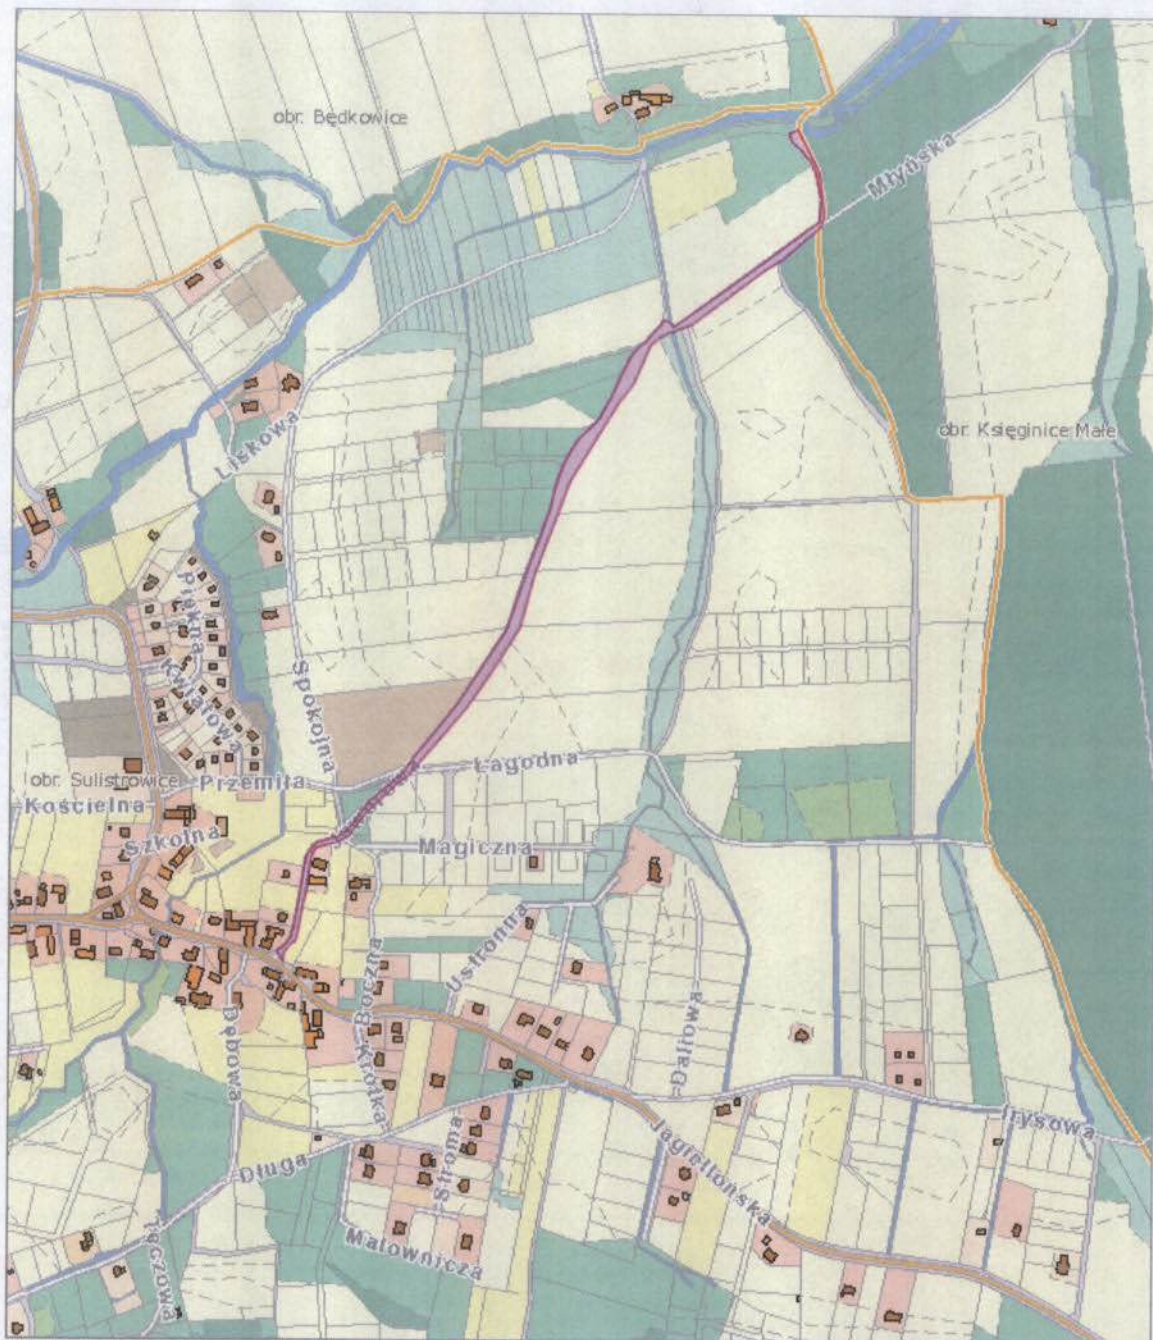 obr. Będkowice
Młyńska
obr. Księginice Małe
Liskowa
Piękna
Kwiatowa
Spokojna
obr. Sulistrowice
Przemiła
Łagodna
Kościelna
Szkolna
Magiczna
Ustronna
Boczna
Dębowa
Daliowa
Irysowa
Jagiellońska
Stroma
Długa
Malownicza
Tęczowa